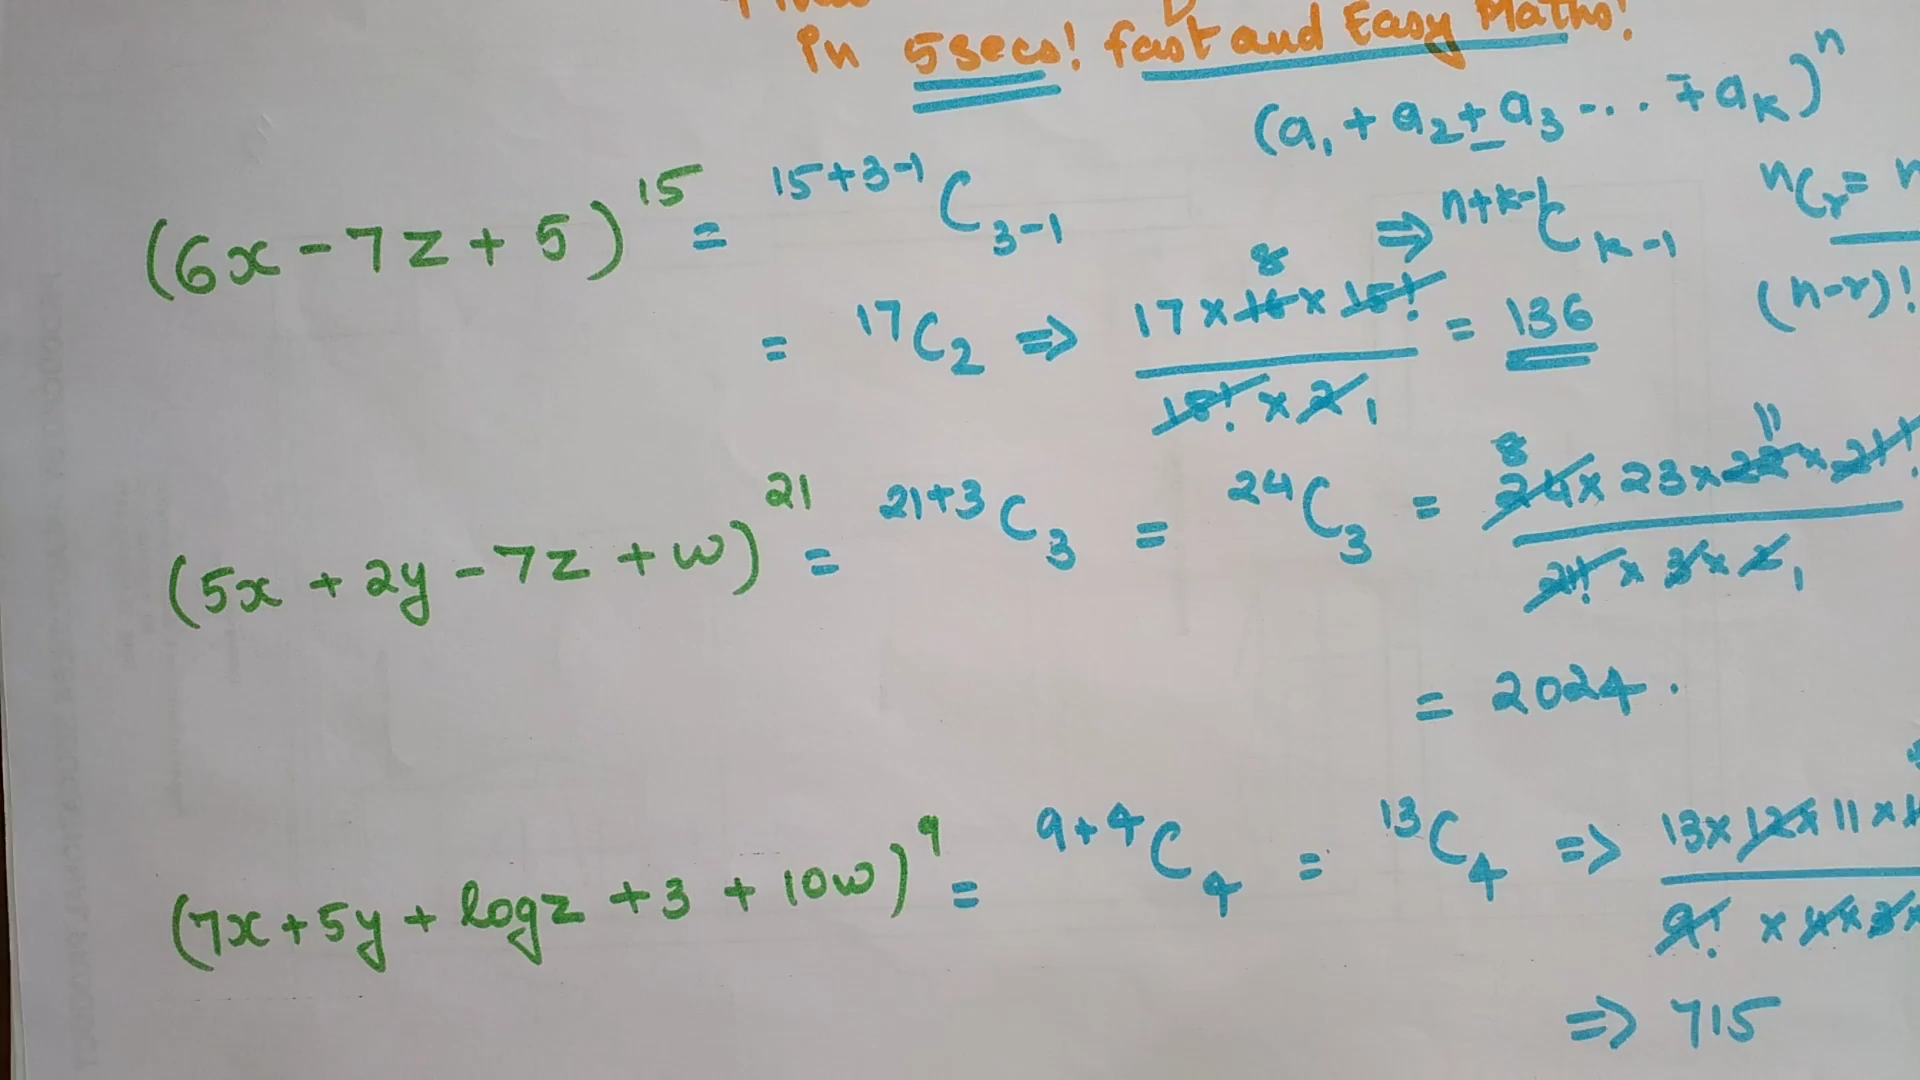 In 5secs! fast and Easy Maths!
(a₁ + a₂ ± a₃ .... ∓ aₖ)ⁿ
(6x - 7z + 5)¹⁵ = ¹⁵⁺³⁻¹C₃₋₁
⇒ ⁿ⁺ᵏ⁻¹Cₖ₋₁
ⁿCᵣ = n
(n-r)!
= ¹⁷C₂ ⇒ 17 x 16 x 15! = 136
8
15! x 2 1
(5x + 2y - 7z + w)²¹ = ²¹⁺³C₃ = ²⁴C₃ = 24 x 23 x 22 x 21!
8 11
21! x 3 x 2 1
= 2024.
(7x + 5y + logz + 3 + 10w)⁹ = ⁹⁺⁴C₄ = ¹³C₄ ⇒ 13 x 12 x 11 x
9! x 4 x 3 x
⇒ 715